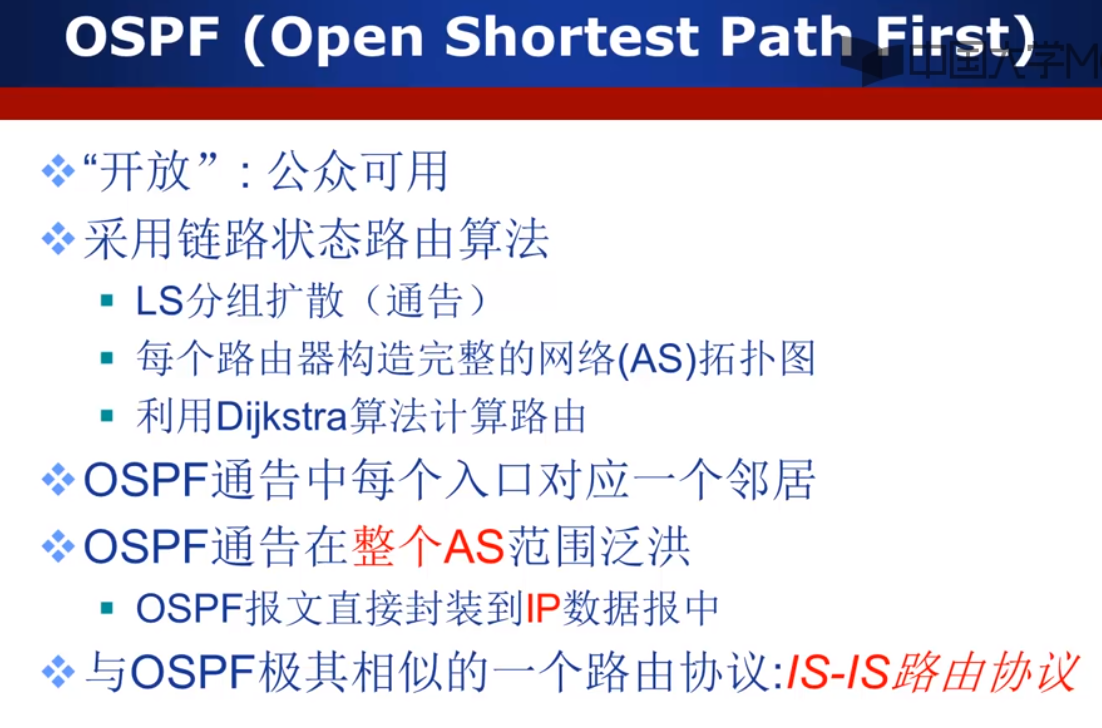 OSPF (Open Shortest Path First)
中国大学M
“开放”: 公众可用
采用链路状态路由算法
LS分组扩散（通告）
每个路由器构造完整的网络(AS)拓扑图
利用Dijkstra算法计算路由
OSPF通告中每个入口对应一个邻居
OSPF通告在整个AS范围泛洪
OSPF报文直接封装到IP数据报中
与OSPF极其相似的一个路由协议:IS-IS路由协议